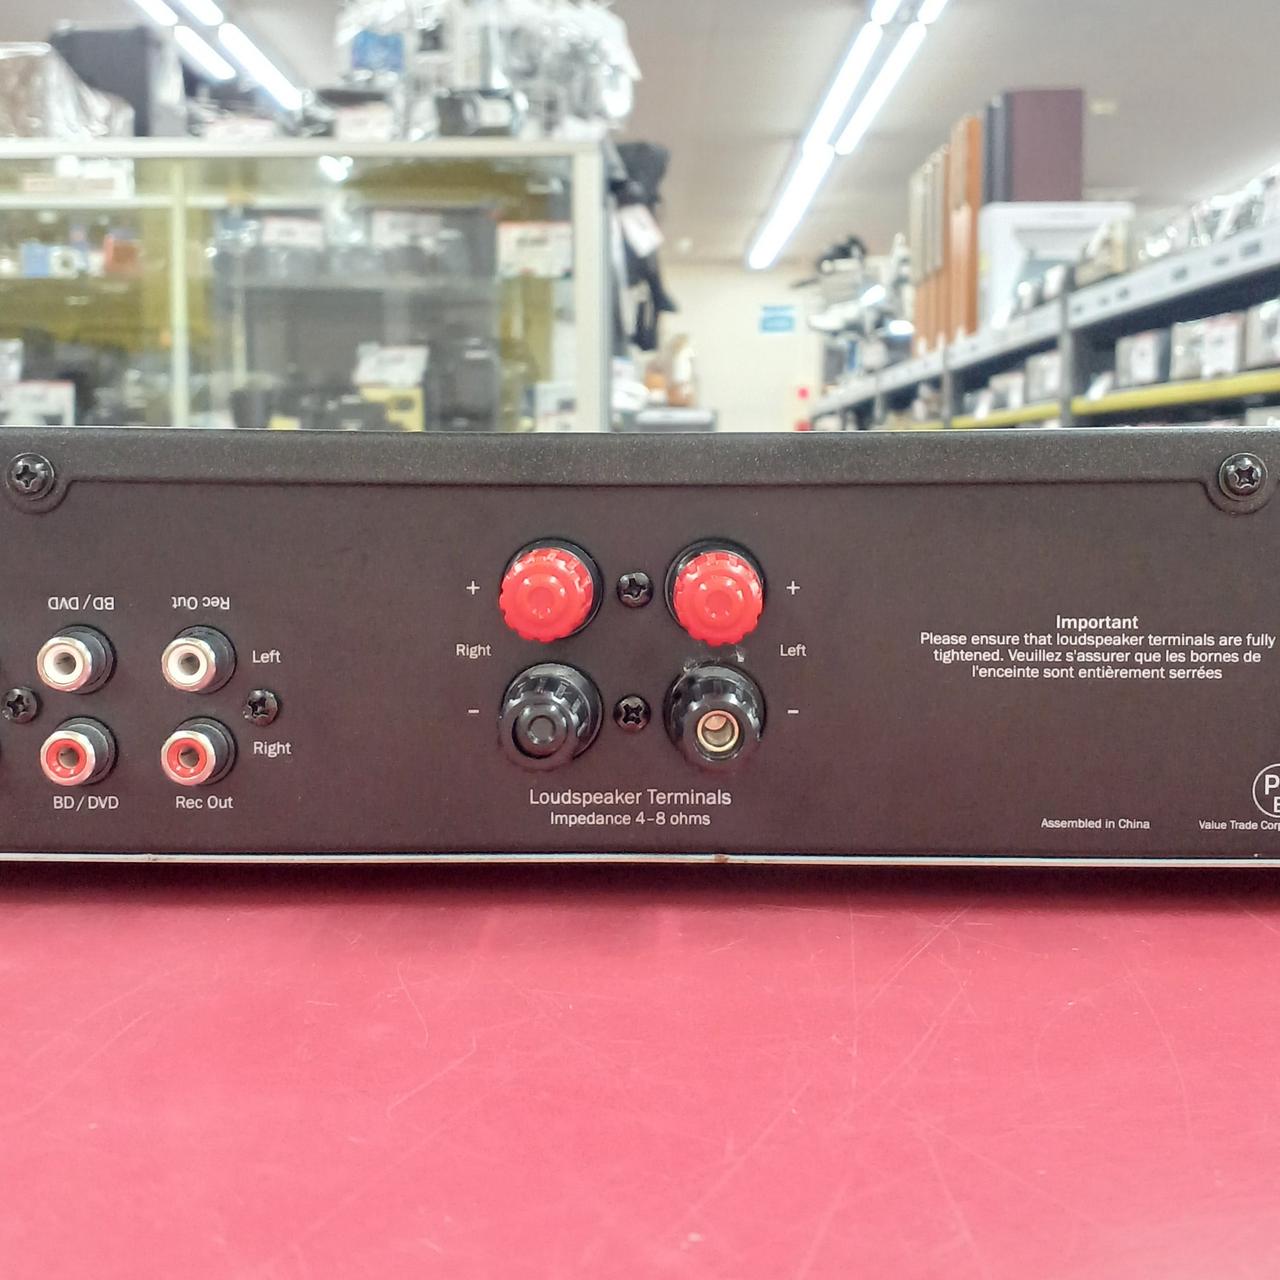 BD / DVD
Rec Out
+
+
Left
Right
Left
-
-
Right
BD / DVD
Rec Out
Loudspeaker Terminals
Impedance 4-8 ohms
Important
Please ensure that loudspeaker terminals are fully
tightened. Veuillez s'assurer que les bornes de
l'enceinte sont entièrement serrées
Assembled in China
Value Trade